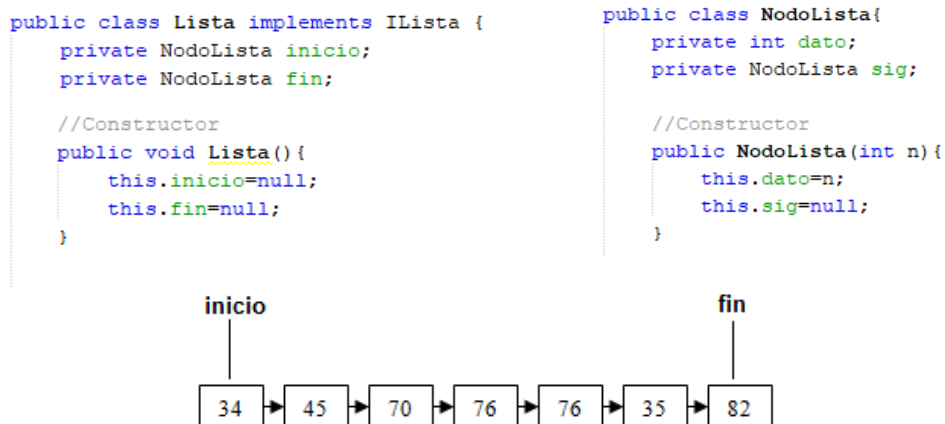 public class Lista implements ILista {
private NodoLista inicio;
private NodoLista fin;
//Constructor
public void Lista(){
this.inicio=null;
this.fin=null;
}
public class NodoLista{
private int dato;
private NodoLista sig;
//Constructor
public NodoLista(int n){
this.dato=n;
this.sig=null;
}
inicio
fin
34 45 70 76 76 35 82